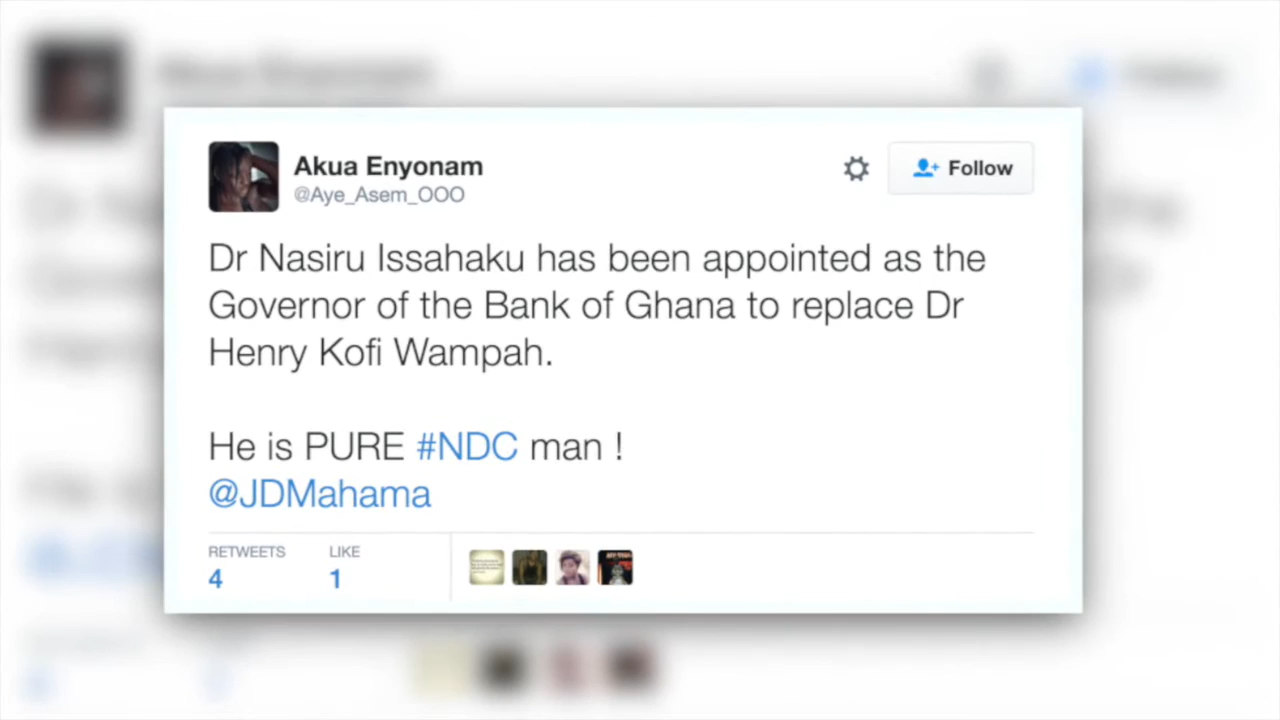 Akua Enyonam
@Aye_Asem_OOO
Follow
Dr Nasiru Issahaku has been appointed as the
Governor of the Bank of Ghana to replace Dr
Henry Kofi Wampah.
He is PURE #NDC man !
@JDMahama
RETWEETS LIKE
4 1